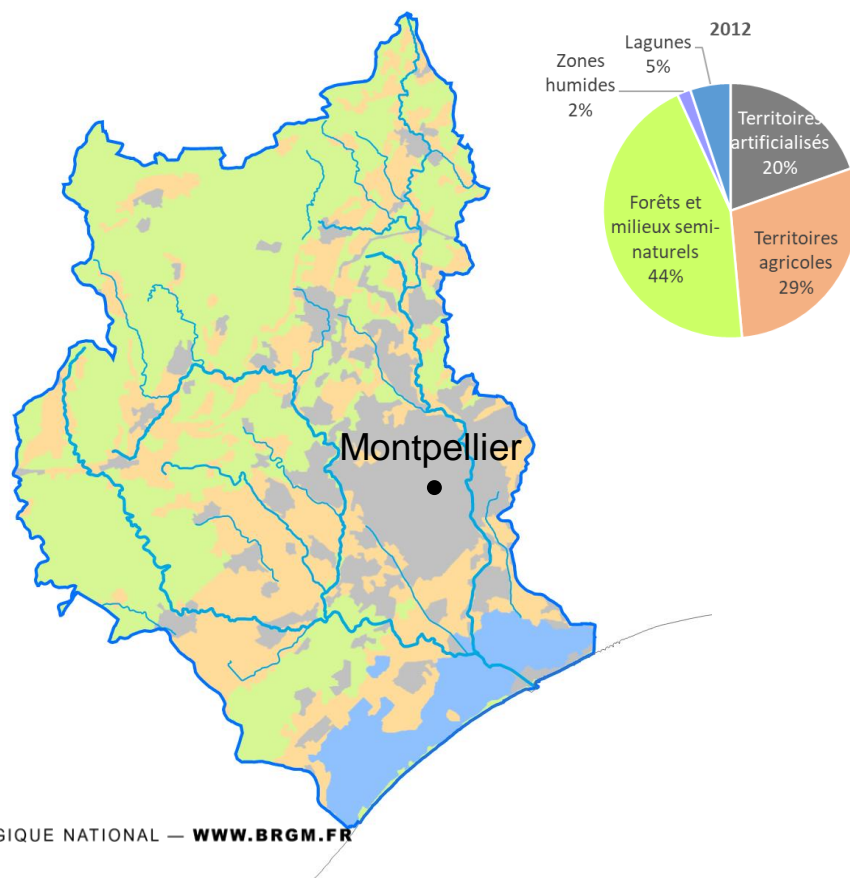 2012
Lagunes
5%
Zones
humides
2%
Territoires
artificialisés
20%
Forêts et
milieux semi-
naturels
44%
Territoires
agricoles
29%
Montpellier
GIQUE NATIONAL — WWW.BRGM.FR